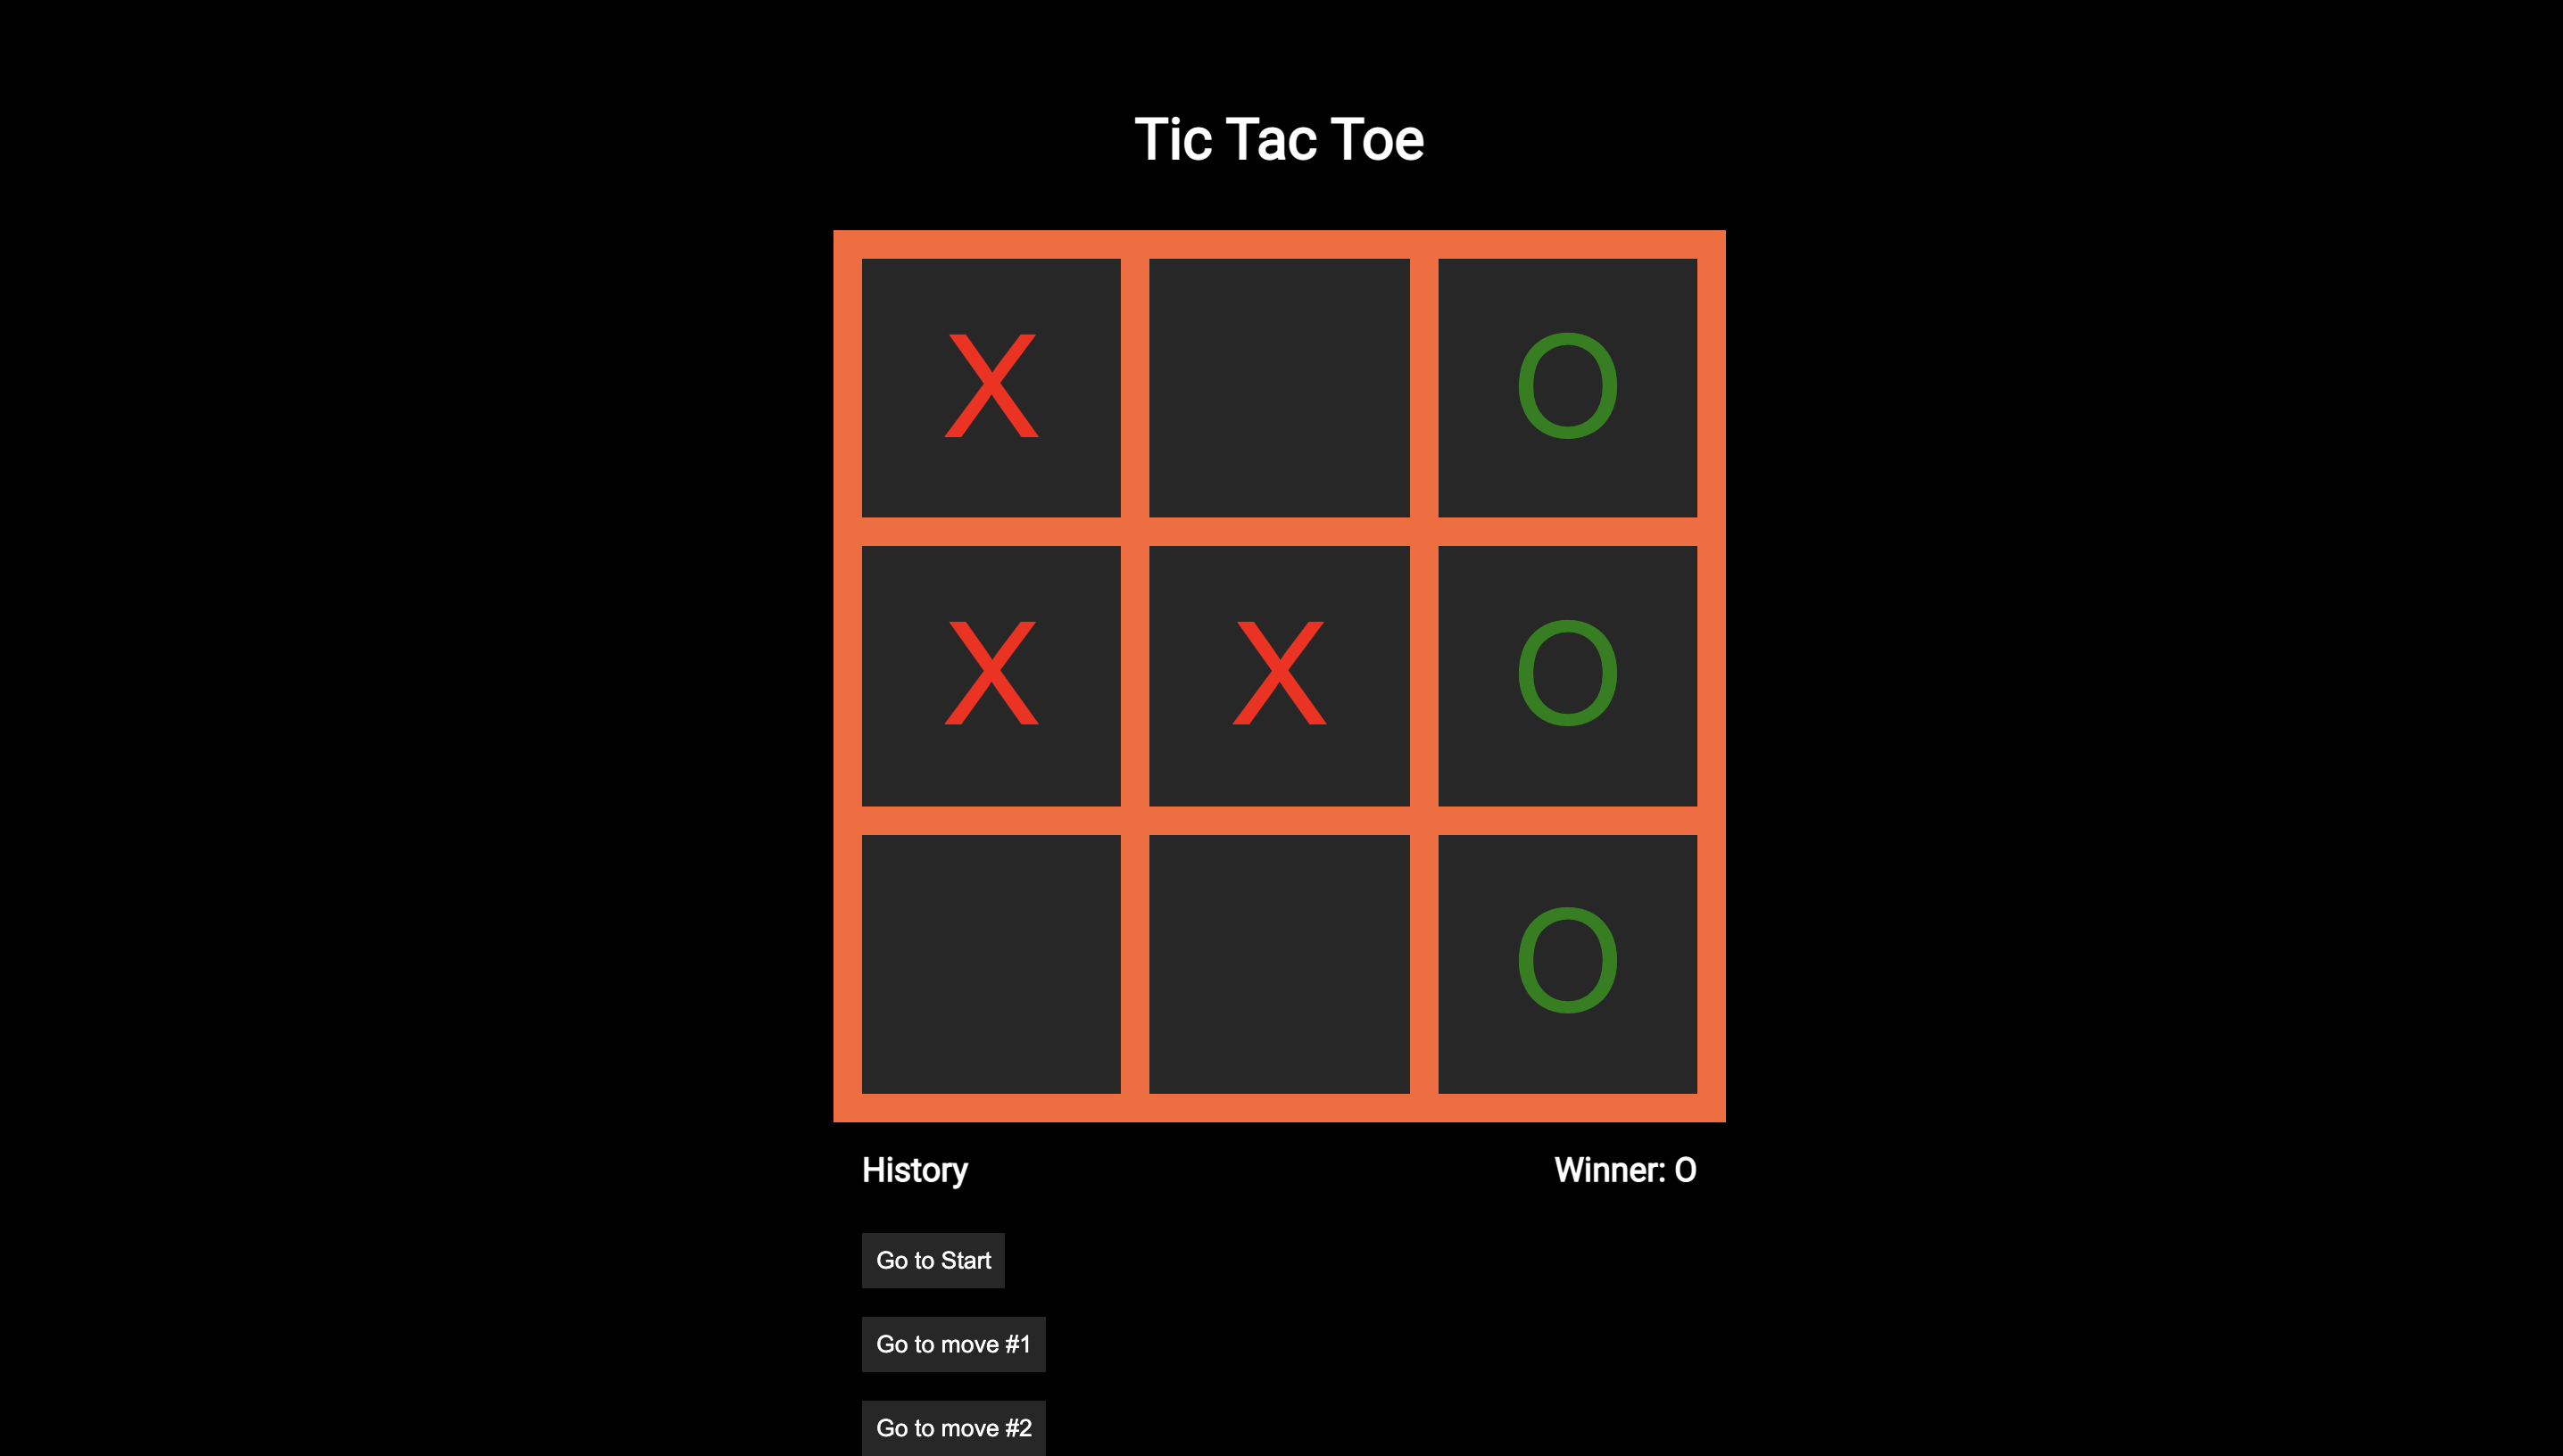 Tic Tac Toe
X O
X X O
O
History Winner: O
Go to Start
Go to move #1
Go to move #2